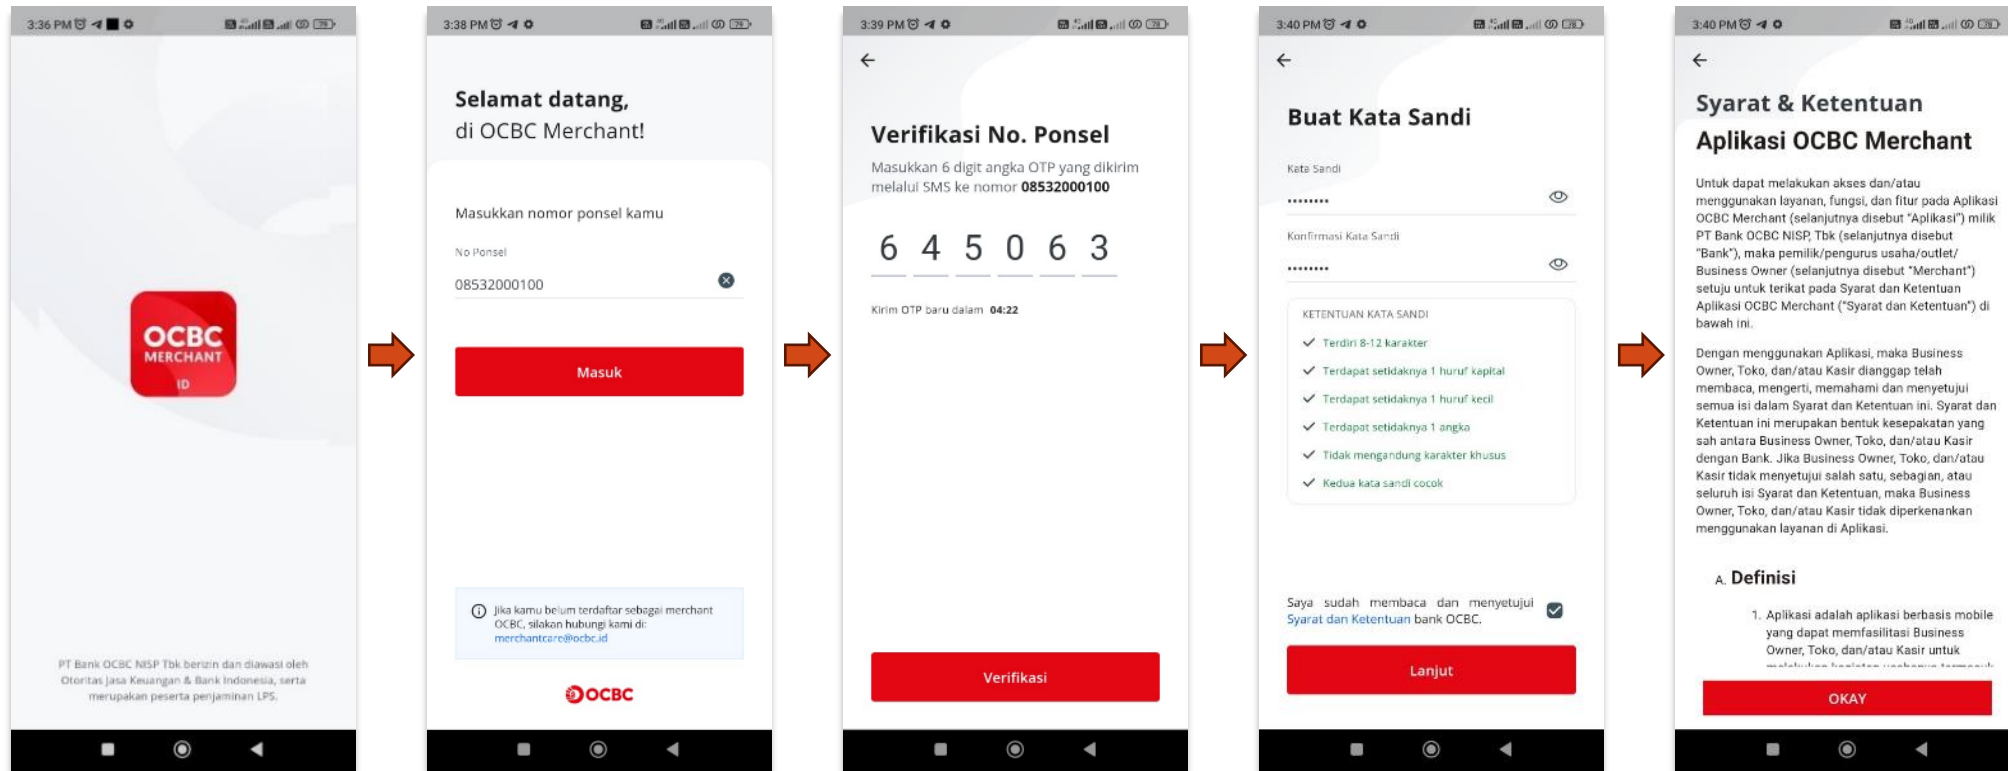 3:36 PM
79
OCBC
MERCHANT
ID
PT Bank OCBC NISP Tbk berizin dan diawasi oleh
Otoritas Jasa Keuangan & Bank Indonesia, serta
merupakan peserta penjaminan LPS.
3:38 PM
79
Selamat datang,
di OCBC Merchant!
Masukkan nomor ponsel kamu
No Ponsel
08532000100
Masuk
Jika kamu belum terdaftar sebagai merchant
OCBC, silakan hubungi kami di:
merchantcare@ocbc.id
OCBC
3:39 PM
78
Verifikasi No. Ponsel
Masukkan 6 digit angka OTP yang dikirim
melalui SMS ke nomor 08532000100
6 4 5 0 6 3
Kirim OTP baru dalam 04:22
Verifikasi
3:40 PM
78
Buat Kata Sandi
Kata Sandi
••••••••
Konfirmasi Kata Sandi
••••••••
KETENTUAN KATA SANDI
Terdiri 8-12 karakter
Terdapat setidaknya 1 huruf kapital
Terdapat setidaknya 1 huruf kecil
Terdapat setidaknya 1 angka
Tidak mengandung karakter khusus
Kedua kata sandi cocok
Saya sudah membaca dan menyetujui
Syarat dan Ketentuan bank OCBC.
Lanjut
3:40 PM
78
Syarat & Ketentuan
Aplikasi OCBC Merchant
Untuk dapat melakukan akses dan/atau
menggunakan layanan, fungsi, dan fitur pada Aplikasi
OCBC Merchant (selanjutnya disebut "Aplikasi") milik
PT Bank OCBC NISP, Tbk (selanjutnya disebut
"Bank"), maka pemilik/pengurus usaha/outlet/
Business Owner (selanjutnya disebut "Merchant")
setuju untuk terikat pada Syarat dan Ketentuan
Aplikasi OCBC Merchant ("Syarat dan Ketentuan") di
bawah ini.
Dengan menggunakan Aplikasi, maka Business
Owner, Toko, dan/atau Kasir dianggap telah
membaca, mengerti, memahami dan menyetujui
semua isi dalam Syarat dan Ketentuan ini. Syarat dan
Ketentuan ini merupakan bentuk kesepakatan yang
sah antara Business Owner, Toko, dan/atau Kasir
dengan Bank. Jika Business Owner, Toko, dan/atau
Kasir tidak menyetujui salah satu, sebagian, atau
seluruh isi Syarat dan Ketentuan, maka Business
Owner, Toko, dan/atau Kasir tidak diperkenankan
menggunakan layanan di Aplikasi.
A. Definisi
1. Aplikasi adalah aplikasi berbasis mobile
yang dapat memfasilitasi Business
Owner, Toko, dan/atau Kasir untuk
OKAY